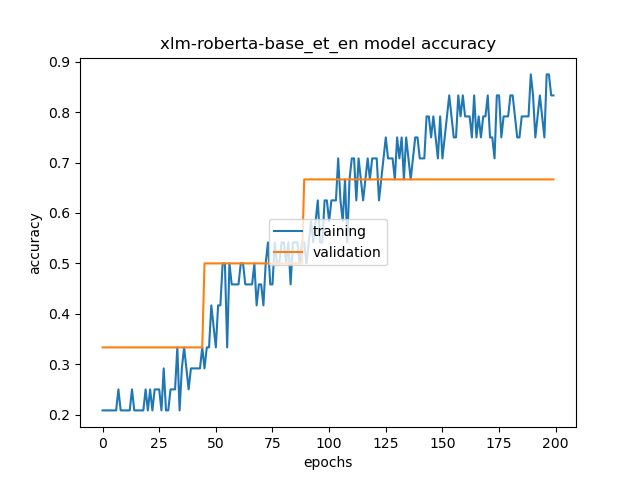 xlm-roberta-base_et_en model accuracy
0.9
0.8
0.7
0.6
0.5
0.4
0.3
0.2
accuracy
training
validation
0 25 50 75 100 125 150 175 200
epochs